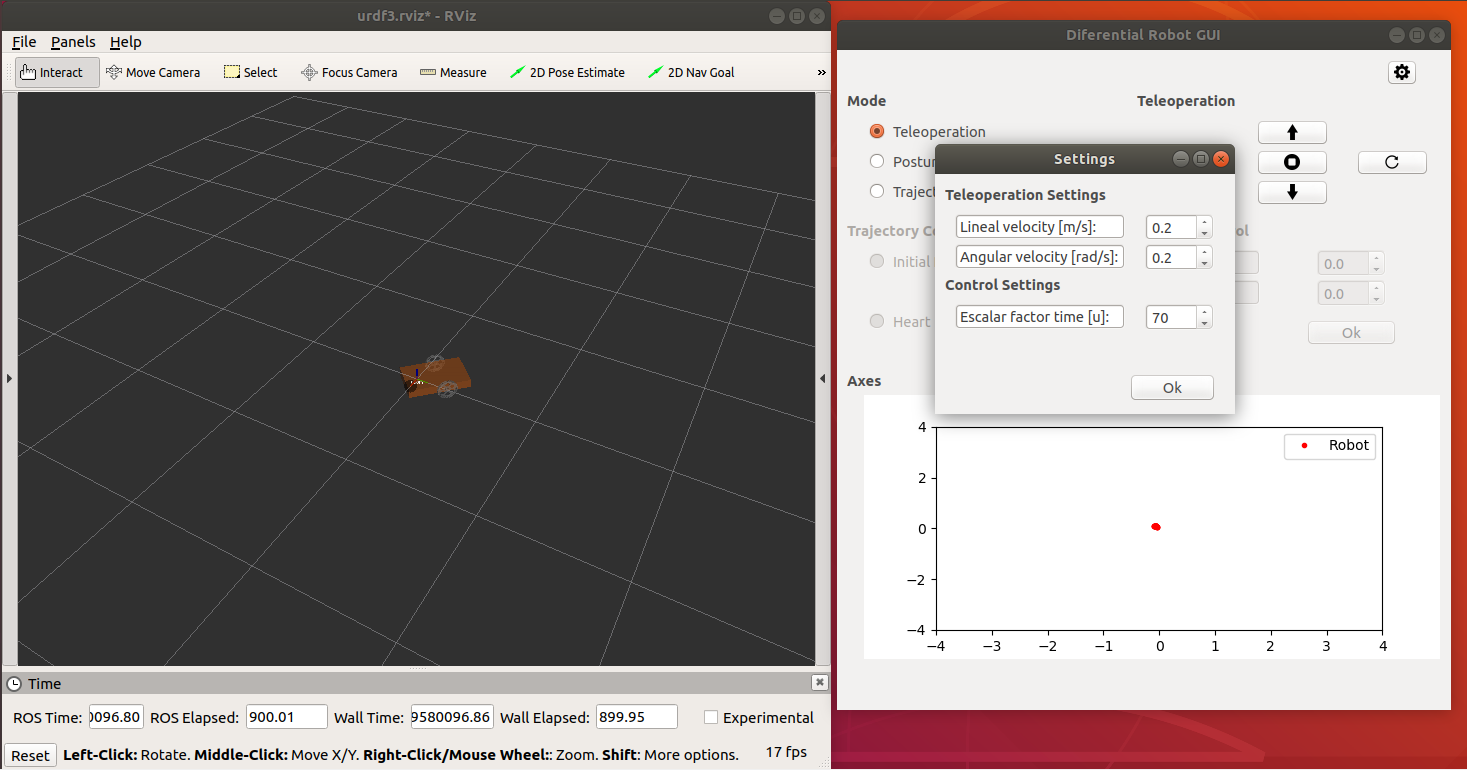 urdf3.rviz* - RViz
File Panels Help
Interact Move Camera Select Focus Camera Measure 2D Pose Estimate 2D Nav Goal »
Time
ROS Time: 0096.80 ROS Elapsed: 900.01 Wall Time: 9580096.86 Wall Elapsed: 899.95 Experimental
Reset Left-Click: Rotate. Middle-Click: Move X/Y. Right-Click/Mouse Wheel:: Zoom. Shift: More options. 17 fps
Diferential Robot GUI
Mode Teleoperation
Teleoperation
Postur
Traject
Trajectory Co ol
Initial 0.0
0.0
Heart Ok
Settings
Teleoperation Settings
Lineal velocity [m/s]: 0.2
Angular velocity [rad/s]: 0.2
Control Settings
Escalar factor time [u]: 70
Ok
Axes
Robot
4
2
0
−2
−4
−4 −3 −2 −1 0 1 2 3 4